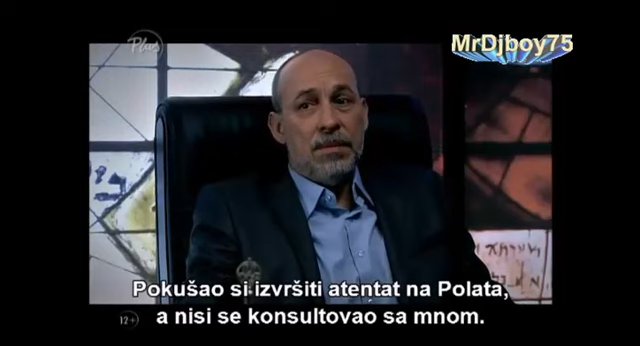 Plus
MrDjboy75
Pokušao si izvršiti atentat na Polata,
a nisi se konsultovao sa mnom.
12+